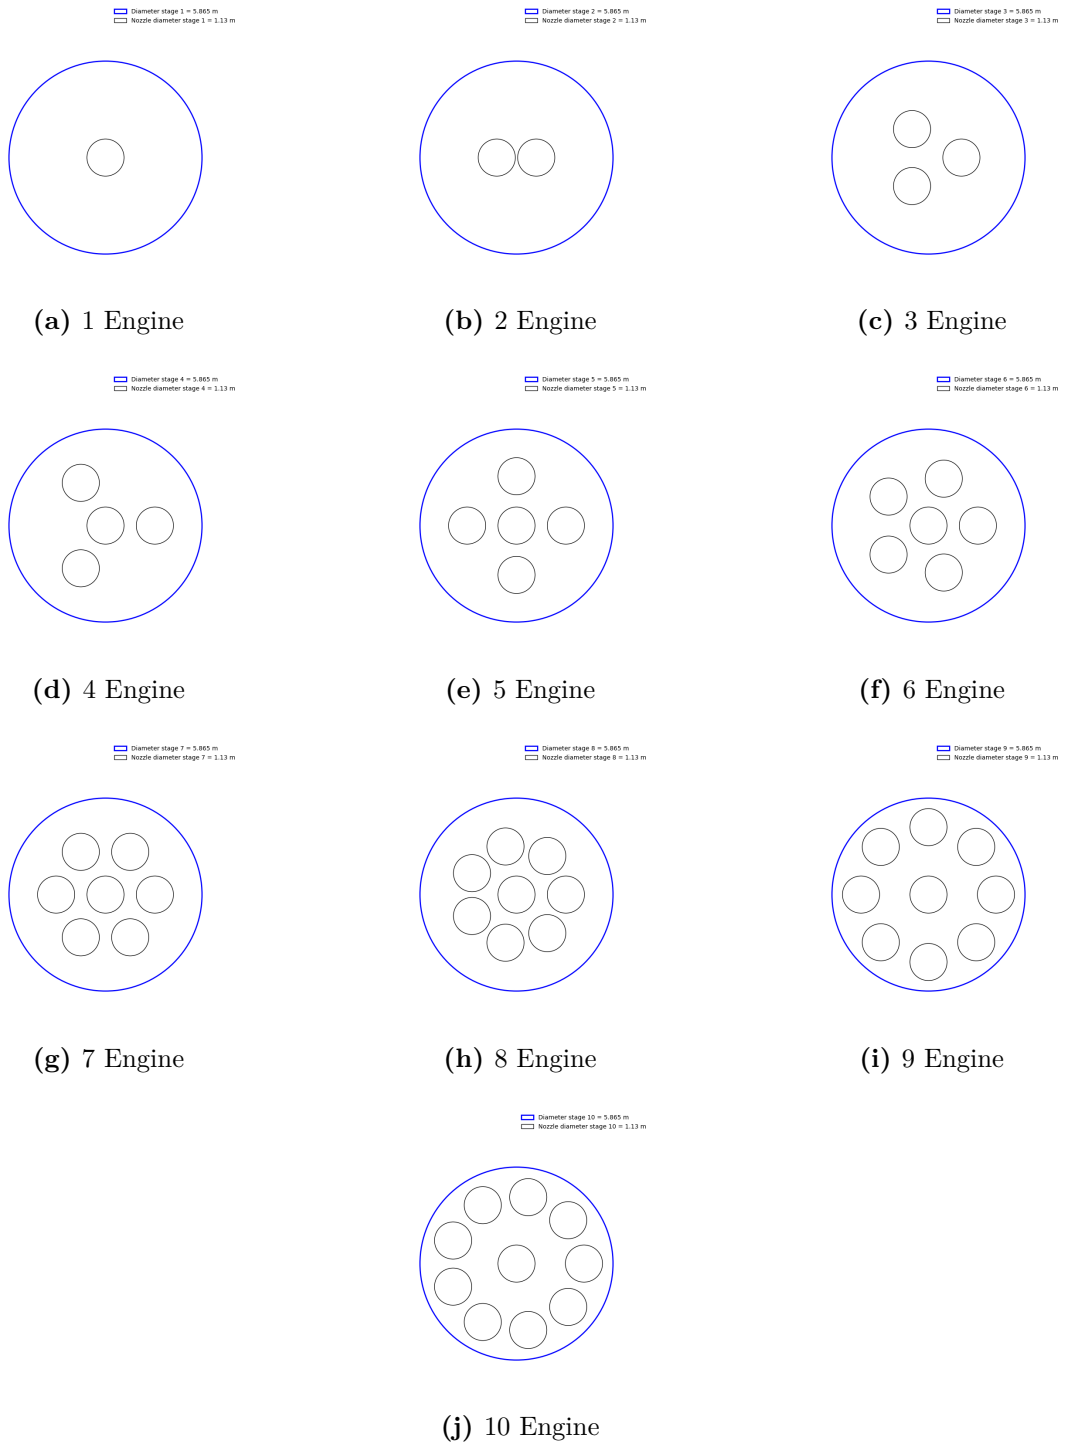 Diameter stage 1 = 5.865 m
Nozzle diameter stage 1 = 1.13 m
Diameter stage 2 = 5.865 m
Nozzle diameter stage 2 = 1.13 m
Diameter stage 3 = 5.865 m
Nozzle diameter stage 3 = 1.13 m
(a) 1 Engine
(b) 2 Engine
(c) 3 Engine
Diameter stage 4 = 5.865 m
Nozzle diameter stage 4 = 1.13 m
Diameter stage 5 = 5.865 m
Nozzle diameter stage 5 = 1.13 m
Diameter stage 6 = 5.865 m
Nozzle diameter stage 6 = 1.13 m
(d) 4 Engine
(e) 5 Engine
(f) 6 Engine
Diameter stage 7 = 5.865 m
Nozzle diameter stage 7 = 1.13 m
Diameter stage 8 = 5.865 m
Nozzle diameter stage 8 = 1.13 m
Diameter stage 9 = 5.865 m
Nozzle diameter stage 9 = 1.13 m
(g) 7 Engine
(h) 8 Engine
(i) 9 Engine
Diameter stage 10 = 5.865 m
Nozzle diameter stage 10 = 1.13 m
(j) 10 Engine